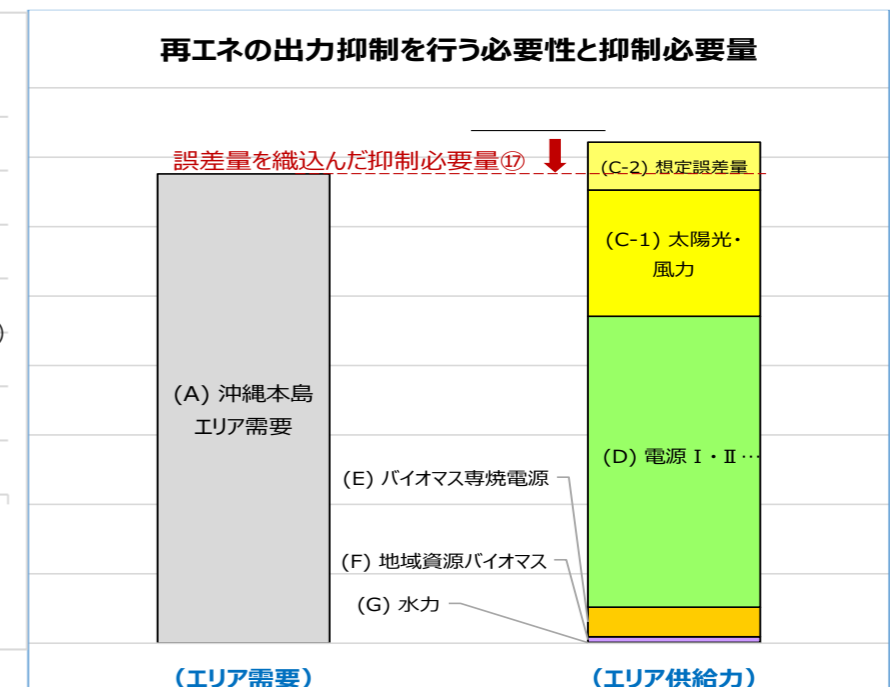 再エネの出力抑制を行う必要性と抑制必要量
誤差量を織込んだ抑制必要量⑰
(C-2) 想定誤差量
(C-1) 太陽光・
風力
(A) 沖縄本島
エリア需要
(D) 電源Ⅰ・Ⅱ…
(E) バイオマス専焼電源
(F) 地域資源バイオマス
(G) 水力
（エリア需要）
（エリア供給力）
)